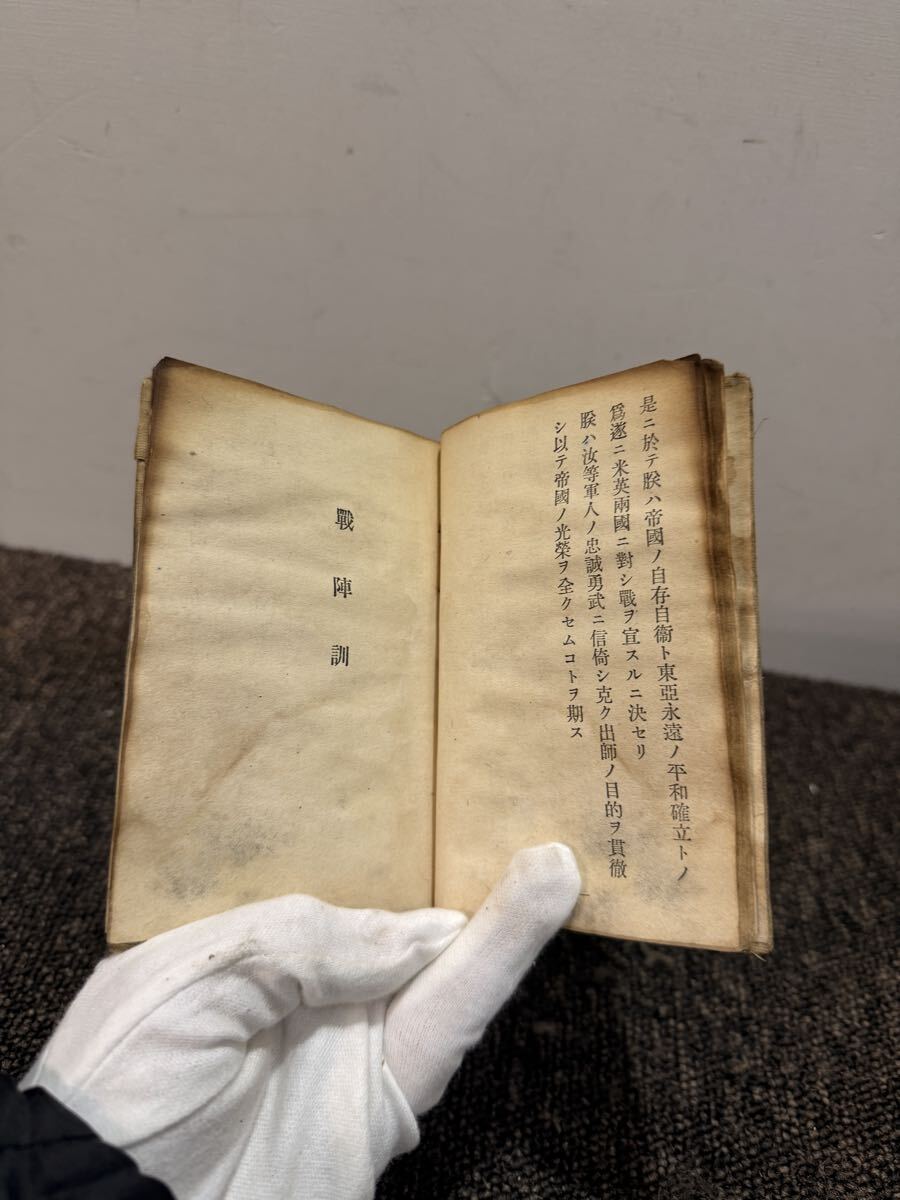 是ニ於テ朕ハ帝國ノ自存自衞ト東亞永遠ノ平和確立トノ
爲遂ニ米英兩國ニ對シ戰ヲ宣スルニ決セリ
朕ハ汝等軍人ノ忠誠勇武ニ信倚シ克ク出師ノ目的ヲ貫徹
シ以テ帝國ノ光榮ヲ全クセムコトヲ期ス
戰陣訓